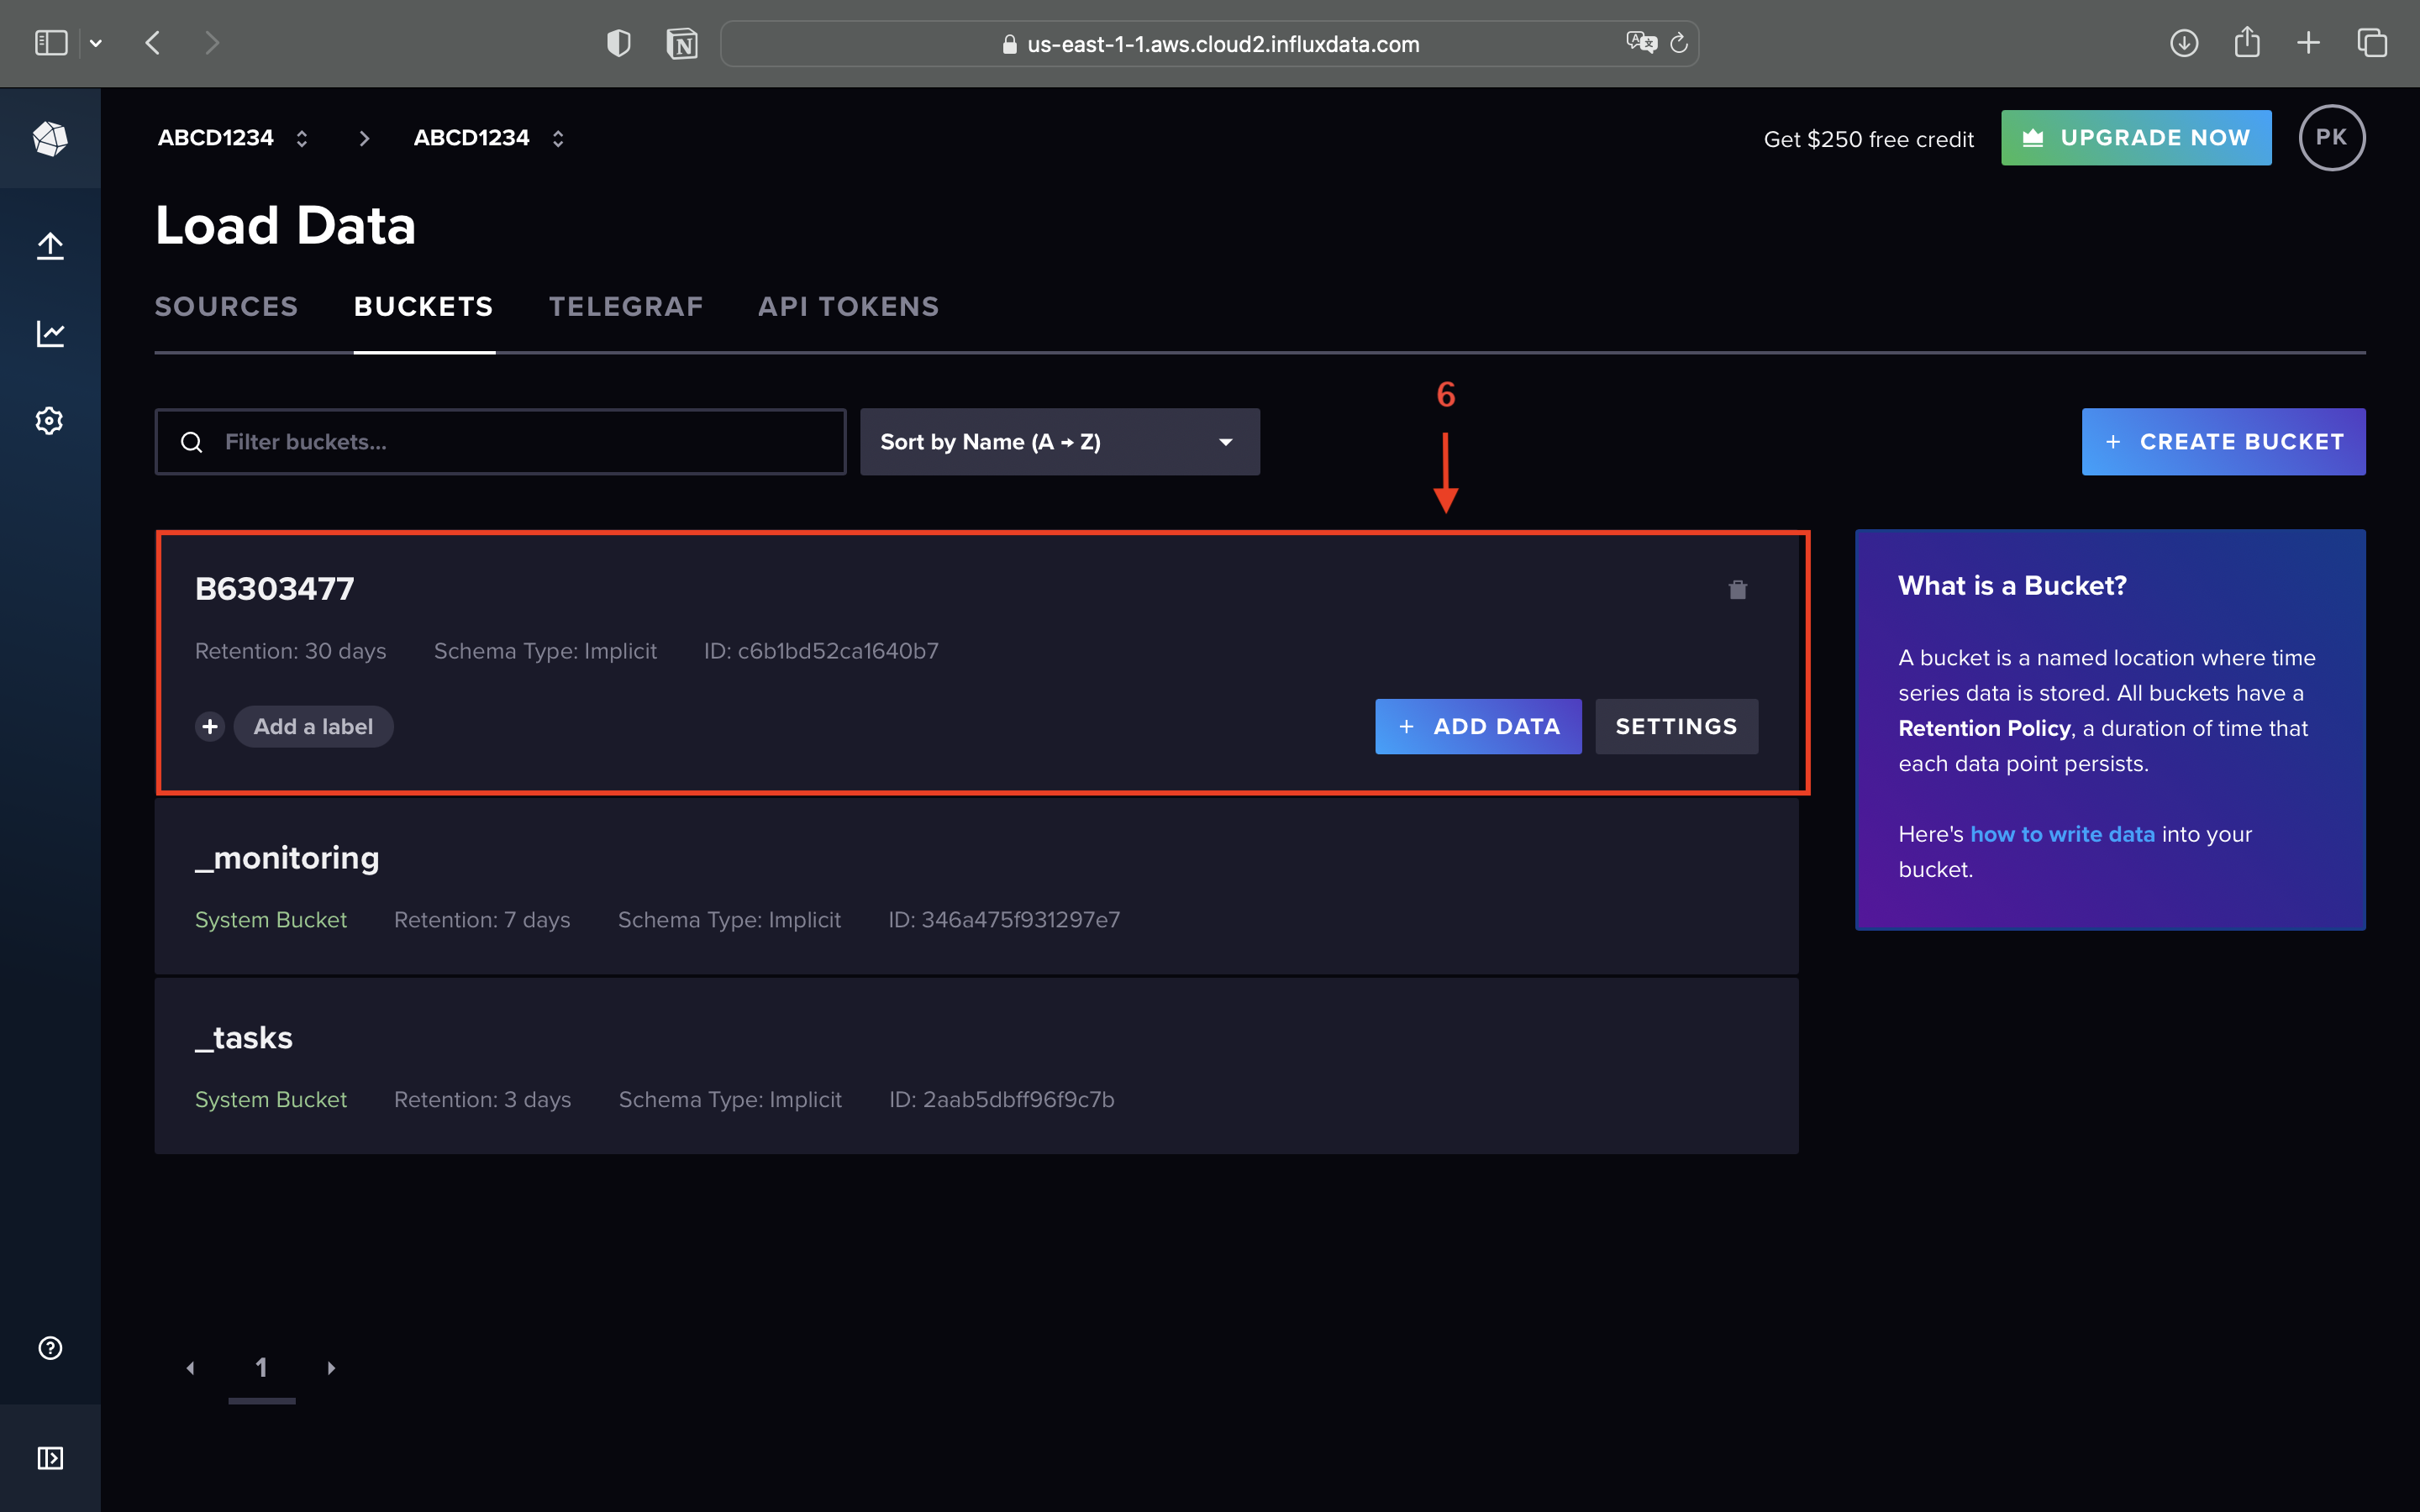 us-east-1-1.aws.cloud2.influxdata.com
ABCD1234
ABCD1234
Get $250 free credit
UPGRADE NOW
PK
Load Data
SOURCES
BUCKETS
TELEGRAF
API TOKENS
6
Filter buckets...
Sort by Name (A → Z)
+ CREATE BUCKET
B6303477
Retention: 30 days
Schema Type: Implicit
ID: c6b1bd52ca1640b7
+ Add a label
+ ADD DATA
SETTINGS
What is a Bucket?
A bucket is a named location where time
series data is stored. All buckets have a
Retention Policy, a duration of time that
each data point persists.
Here's how to write data into your
bucket.
_monitoring
System Bucket
Retention: 7 days
Schema Type: Implicit
ID: 346a475f931297e7
_tasks
System Bucket
Retention: 3 days
Schema Type: Implicit
ID: 2aab5dbff96f9c7b
1